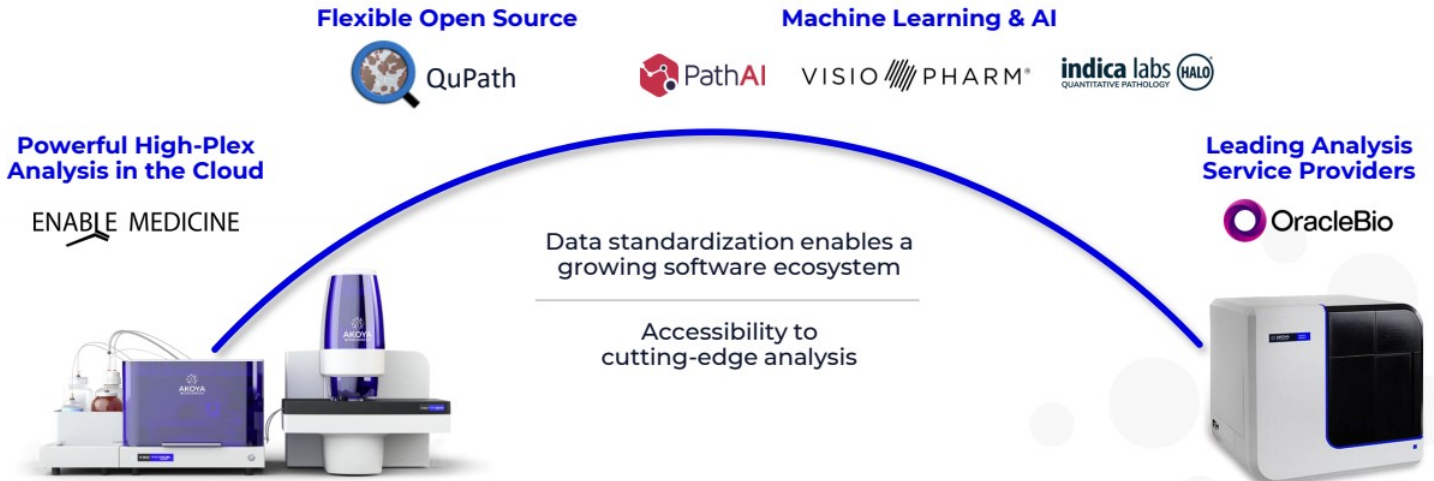 Flexible Open Source
Machine Learning & AI
QuPath
PathAI
VISIOPHARM®
indica labs
HALO
QUANTITATIVE PATHOLOGY
Powerful High-Plex
Analysis in the Cloud
ENABLE MEDICINE
Leading Analysis
Service Providers
OracleBio
Data standardization enables a
growing software ecosystem
Accessibility to
cutting-edge analysis
AKOYA
AKOYA